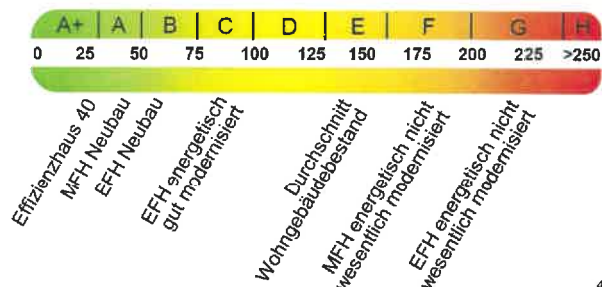 A+ A B C D E F G H
0 25 50 75 100 125 150 175 200 225 >250
Effizienzhaus 40
MFH Neubau
EFH Neubau
EFH energetisch
gut modernisiert
Durchschnitt
Wohngebäudebestand
MFH energetisch nicht
wesentlich modernisiert
EFH energetisch nicht
wesentlich modernisiert